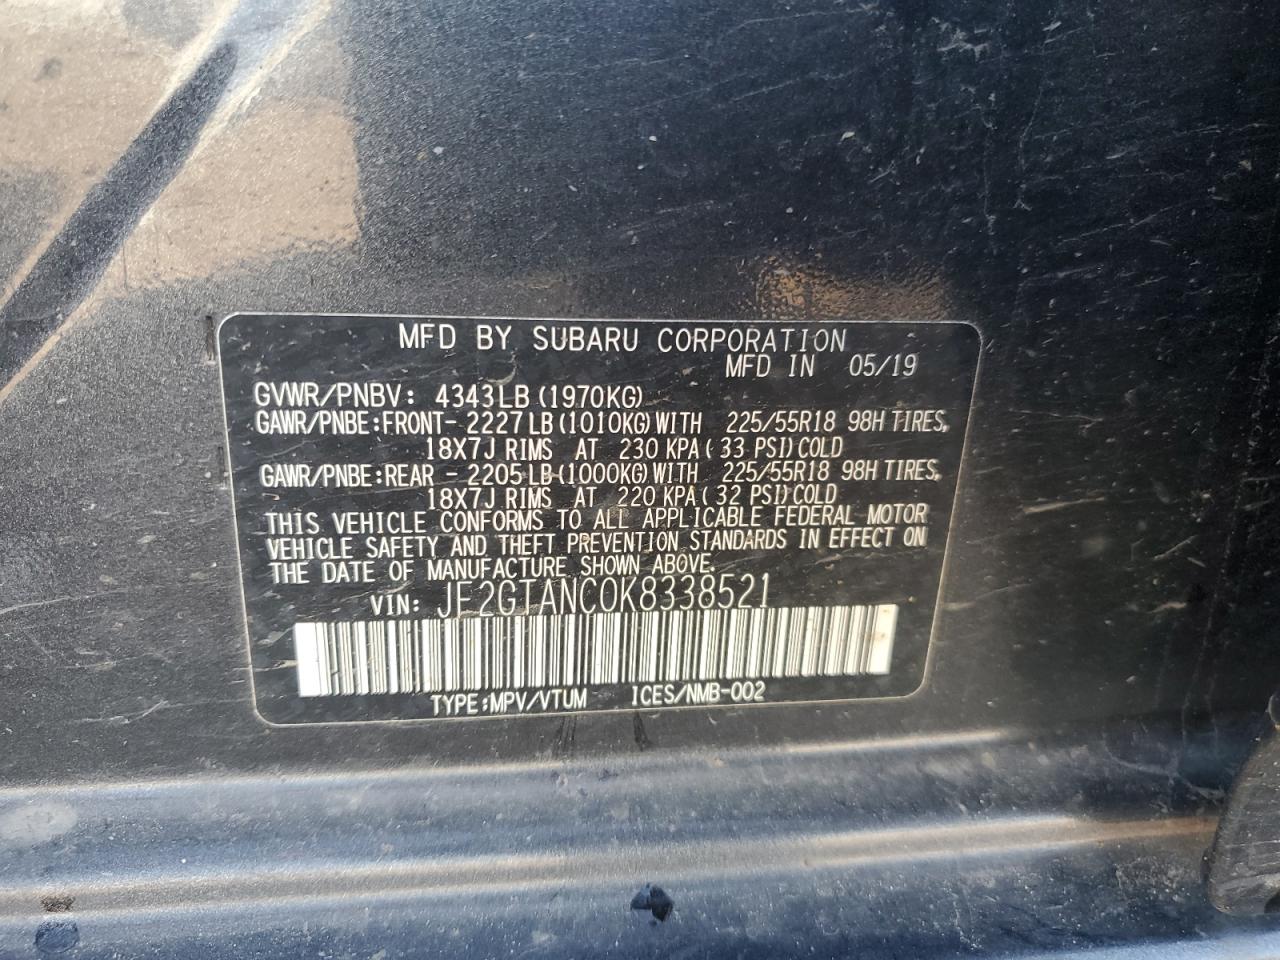 MFD BY SUBARU CORPORATION
MFD IN 05/19
GVWR/PNBV: 4343LB (1970KG)
GAWR/PNBE:FRONT- 2227LB (1010KG) WITH 225/55R18 98H TIRES,
18X7J RIMS AT 230 KPA ( 33 PSI) COLD
GAWR/PNBE:REAR - 2205LB (1000KG) WITH 225/55R18 98H TIRES,
18X7J RIMS AT 220 KPA ( 32 PSI) COLD
THIS VEHICLE CONFORMS TO ALL APPLICABLE FEDERAL MOTOR
VEHICLE SAFETY AND THEFT PREVENTION STANDARDS IN EFFECT ON
THE DATE OF MANUFACTURE SHOWN ABOVE.
VIN: JF2GTANC0K8338521
TYPE:MPV/VTUM ICES/NMB-002